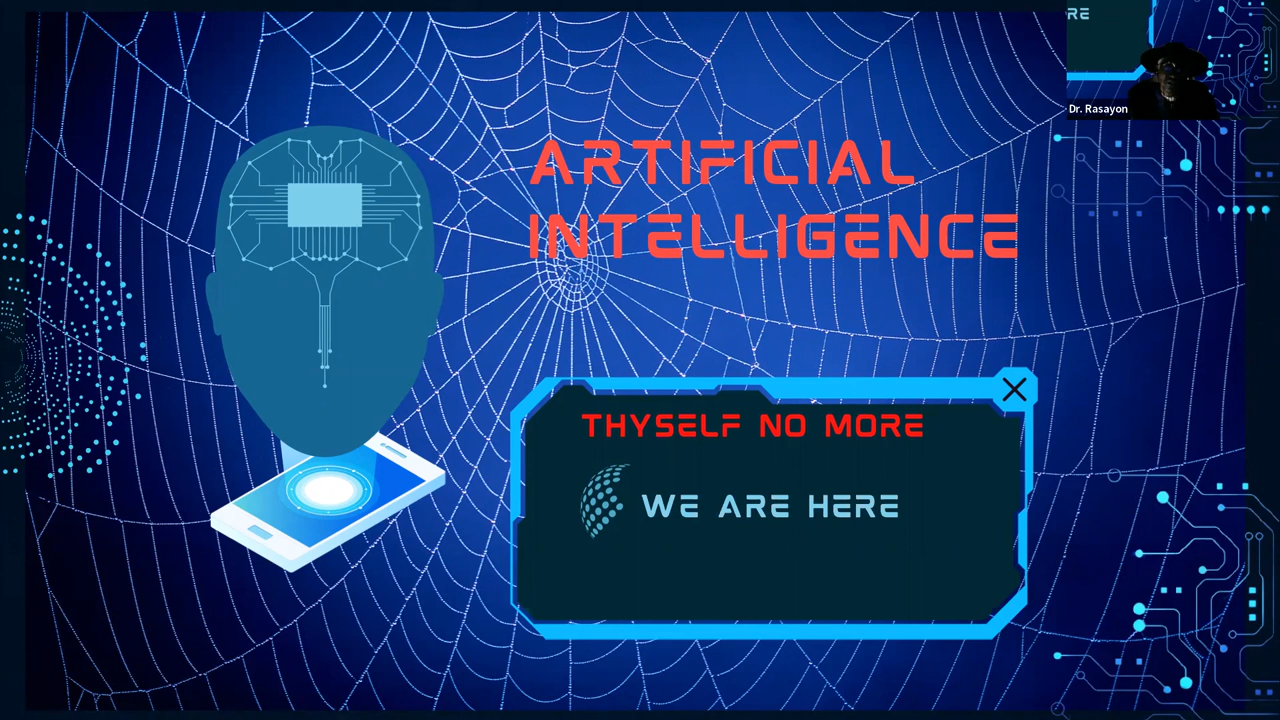 RE
Dr. Rasayon
ARTIFICIAL
INTELLIGENCE
THYSELF NO MORE
WE ARE HERE